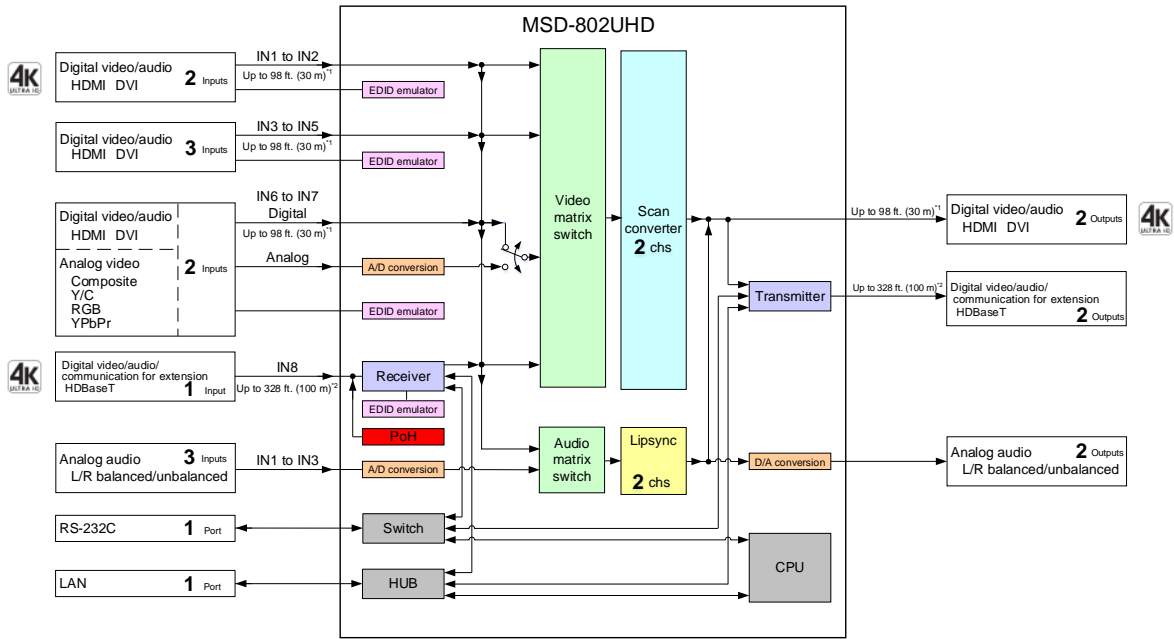 MSD-802UHD
4K
ULTRA HD
Digital video/audio
HDMI DVI
2 Inputs
IN1 to IN2
Up to 98 ft. (30 m)*1
EDID emulator
Digital video/audio
HDMI DVI
3 Inputs
IN3 to IN5
Up to 98 ft. (30 m)*1
EDID emulator
Digital video/audio
HDMI DVI
Analog video
Composite
Y/C
RGB
YPbPr
2 Inputs
IN6 to IN7
Digital
Up to 98 ft. (30 m)*1
Analog
A/D conversion
EDID emulator
4K
ULTRA HD
Digital video/audio/
communication for extension
HDBaseT
1 Input
IN8
Up to 328 ft. (100 m)*2
Receiver
EDID emulator
PoH
Analog audio
L/R balanced/unbalanced
3 Inputs
IN1 to IN3
A/D conversion
RS-232C
1 Port
Switch
LAN
1 Port
HUB
Video
matrix
switch
Scan
converter
2 chs
Audio
matrix
switch
Lipsync
2 chs
Transmitter
D/A conversion
CPU
Up to 98 ft. (30 m)*1
Digital video/audio
HDMI DVI
2 Outputs
4K
ULTRA HD
Up to 328 ft. (100 m)*2
Digital video/audio/
communication for extension
HDBaseT
2 Outputs
Analog audio
L/R balanced/unbalanced
2 Outputs